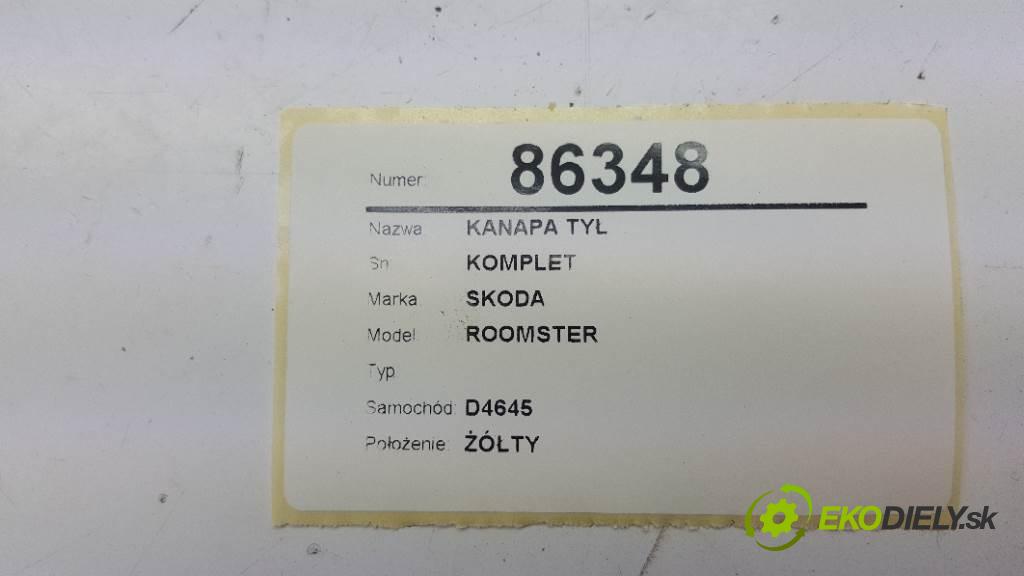 Numer: 86348
Nazwa KANAPA TYŁ
Sn KOMPLET
Marka SKODA
Model ROOMSTER
Typ
Samochód: D4645
Położenie: ŻÓŁTY
EKODIELY.sk